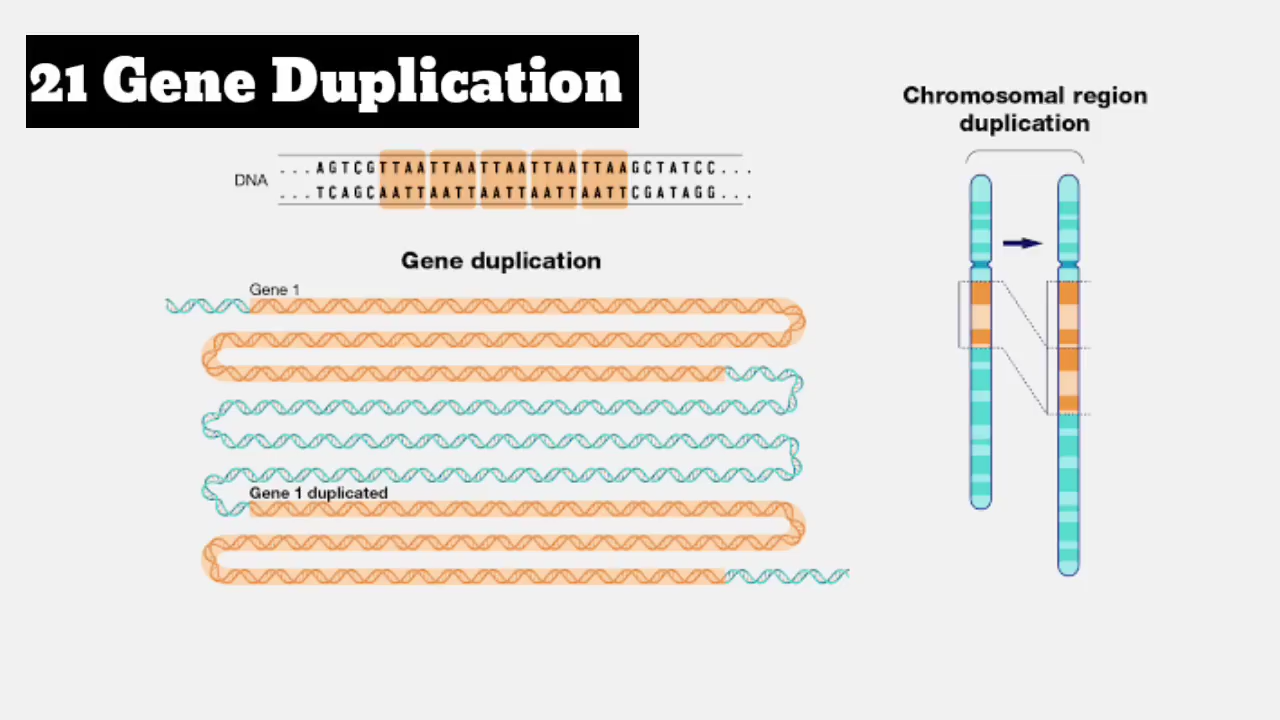 21 Gene Duplication
Chromosomal region
duplication
DNA
...AGTCGTTAATTAATTAATTAATTAAGCTATCC...
...TCAGCAATTAATTAATTAATTAATTCGATAGG...
Gene duplication
Gene 1
Gene 1 duplicated